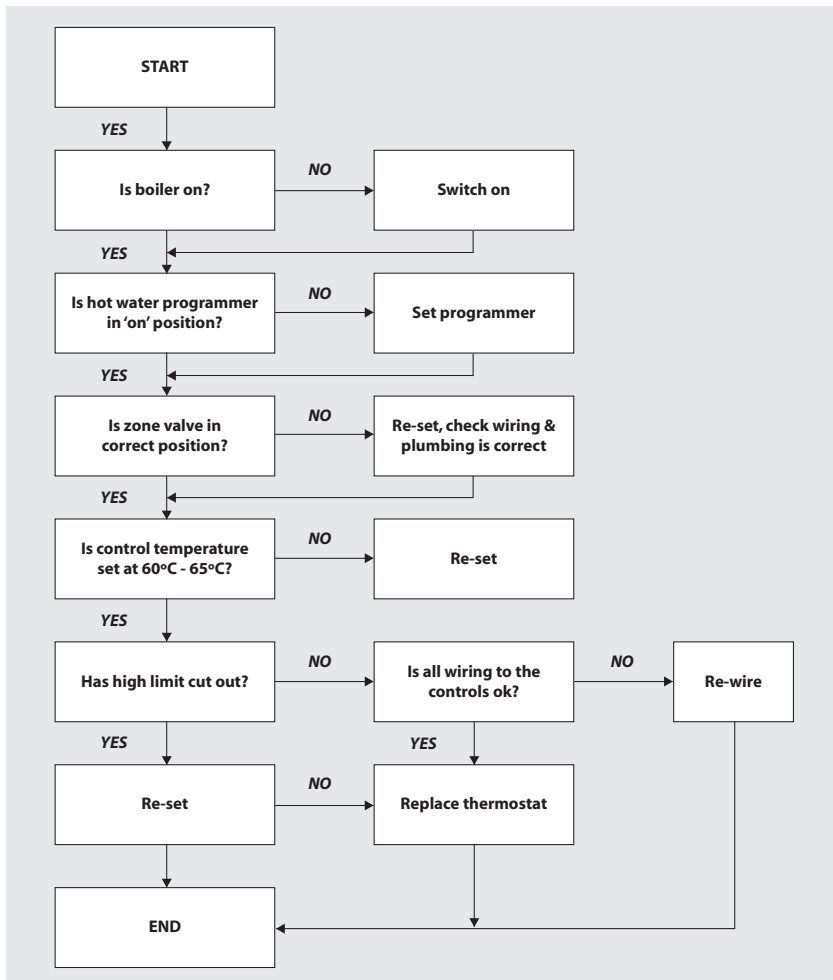 START
YES
Is boiler on?
NO
Switch on
YES
Is hot water programmer
in ‘on’ position?
NO
Set programmer
YES
Is zone valve in
correct position?
NO
Re-set, check wiring &
plumbing is correct
YES
Is control temperature
set at 60ºC - 65ºC?
NO
Re-set
YES
Has high limit cut out?
NO
Is all wiring to the
controls ok?
NO
Re-wire
YES
YES
Re-set
NO
Replace thermostat
END